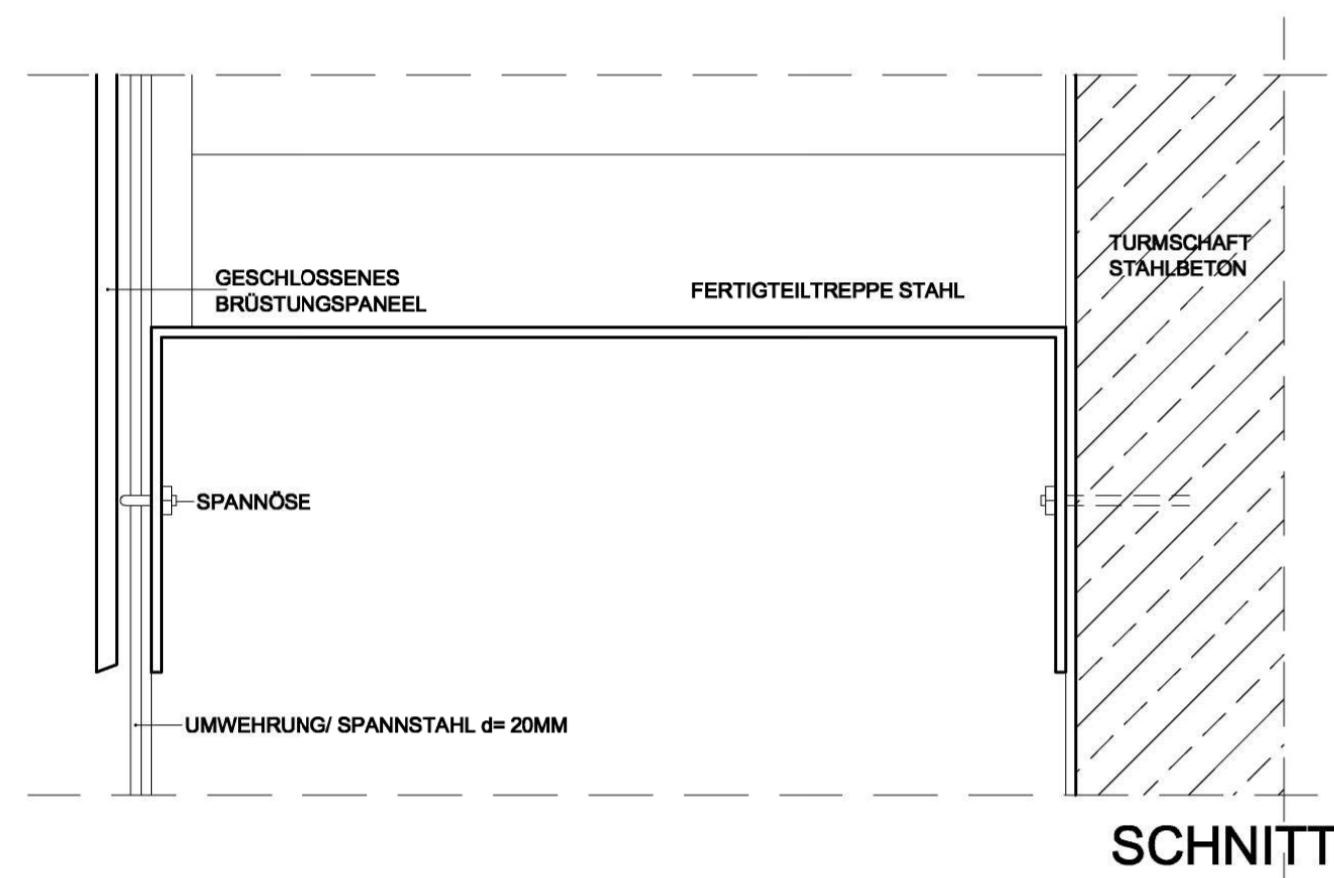 GESCHLOSSENES
BRÜSTUNGSPANEEL
FERTIGTEILTREPPE STAHL
TURMSCHAFT
STAHLBETON
SPANNÖSE
UMWEHRUNG/ SPANNSTAHL d= 20MM
SCHNITT